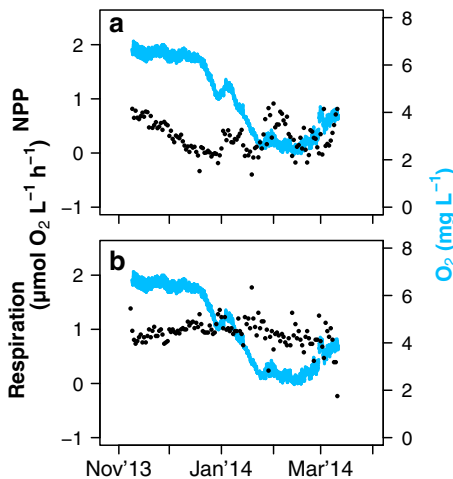 a
NPP
(µmol O₂ L⁻¹ h⁻¹)
2
1
0
−1
8
6
4
2
0
O₂ (mg L⁻¹)
b
Respiration
2
1
0
−1
8
6
4
2
0
Nov'13 Jan'14 Mar'14